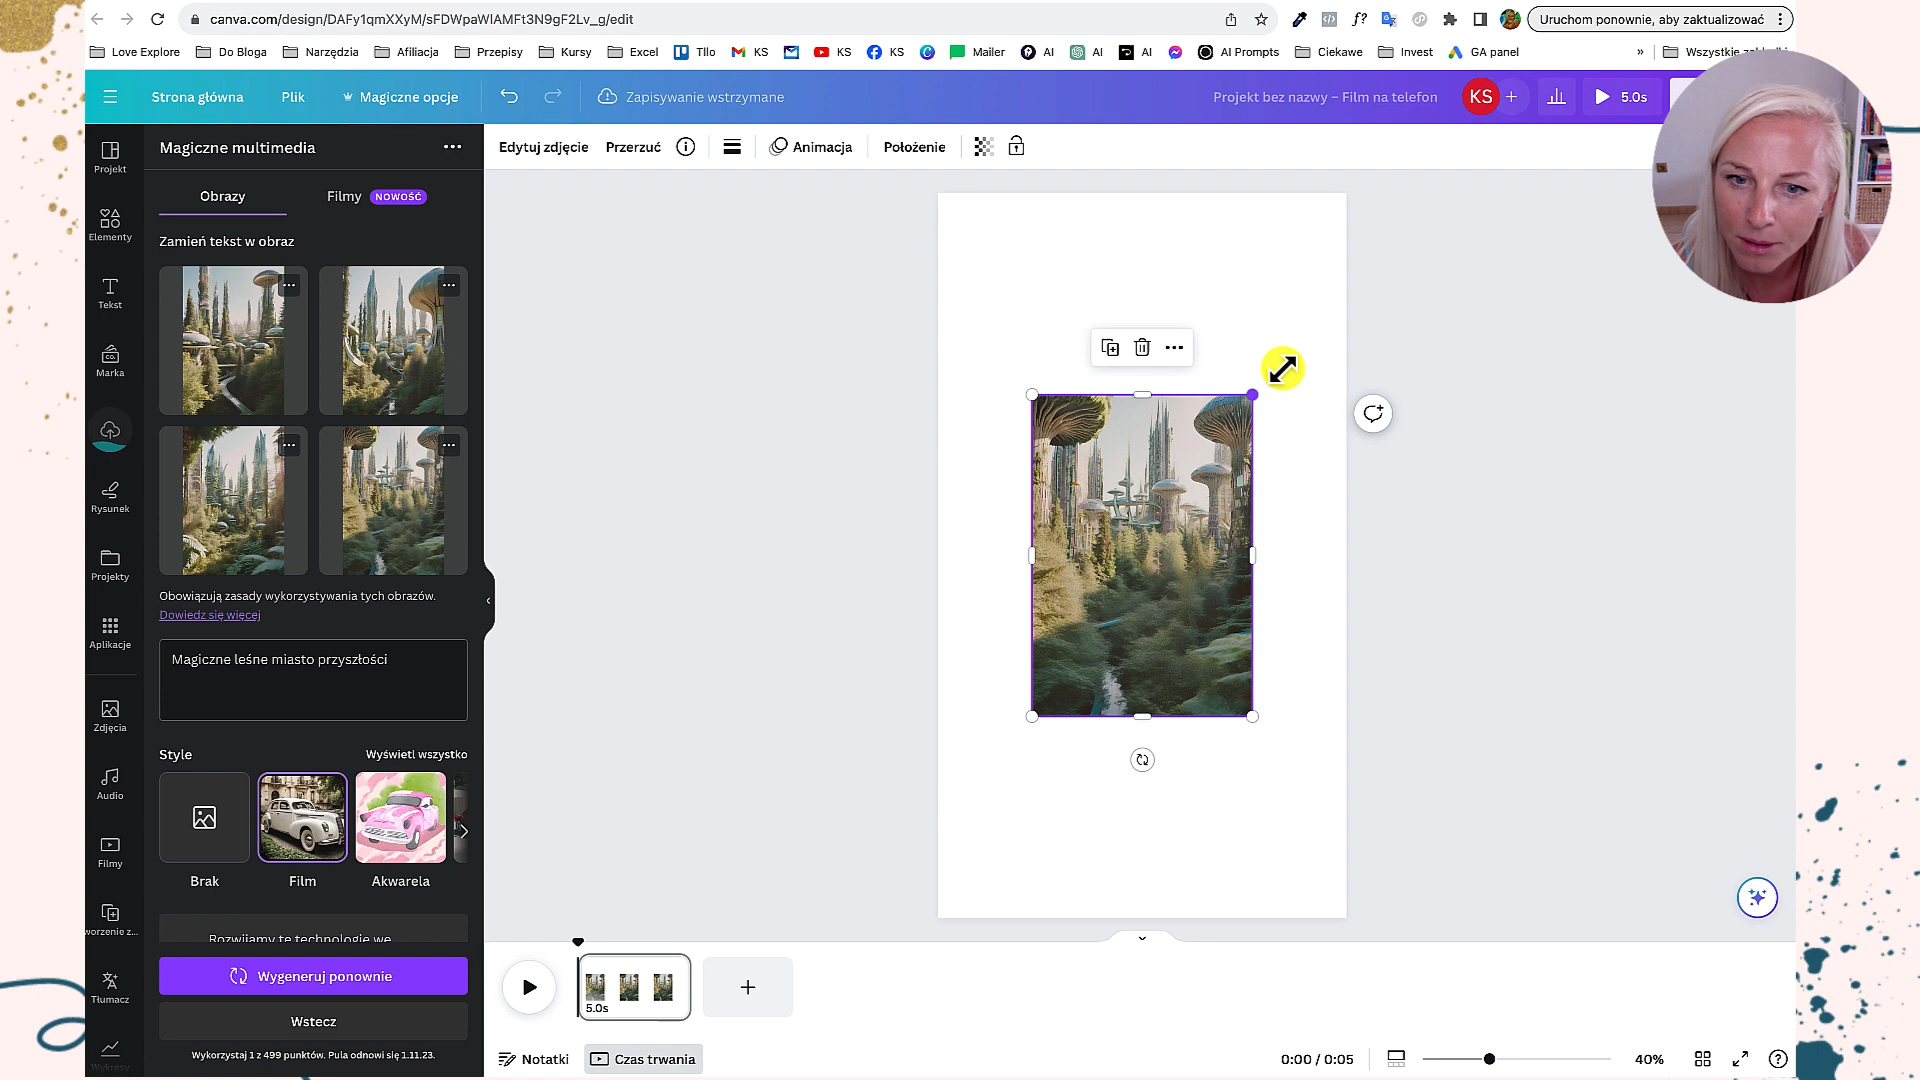 canva.com/design/DAFy1qmXXyM/sFDWpaWIAMFt3N9gF2Lv_g/edit
Uruchom ponownie, aby zaktualizować
Love Explore
Do Bloga
Narzędzia
Afiliacja
Przepisy
Kursy
Excel
Tllo
KS
KS
KS
Mailer
AI
AI
AI
AI Prompts
Ciekawe
Invest
GA panel
»
Strona główna
Plik
Magiczne opcje
Zapisywanie wstrzymane
Projekt bez nazwy – Film na telefon
KS
5.0s
Projekt
Elementy
Tekst
Marka
Rysunek
Projekty
Aplikacje
Zdjęcia
Audio
Filmy
worzenie z...
Tłumacz
Wykresy
Magiczne multimedia
Obrazy
Filmy NOWOŚĆ
Zamień tekst w obraz
Obowiązują zasady wykorzystywania tych obrazów.
Dowiedz się więcej
Magiczne leśne miasto przyszłości
Style
Wyświetl wszystko
Brak
Film
Akwarela
Rozwijamy tę technologię we
Wygeneruj ponownie
Wstecz
Wykorzystaj 1 z 499 punktów. Pula odnowi się 1.11.23.
Edytuj zdjęcie
Przerzuć
Animacja
Położenie
5.0s
Notatki
Czas trwania
0:00 / 0:05
40%